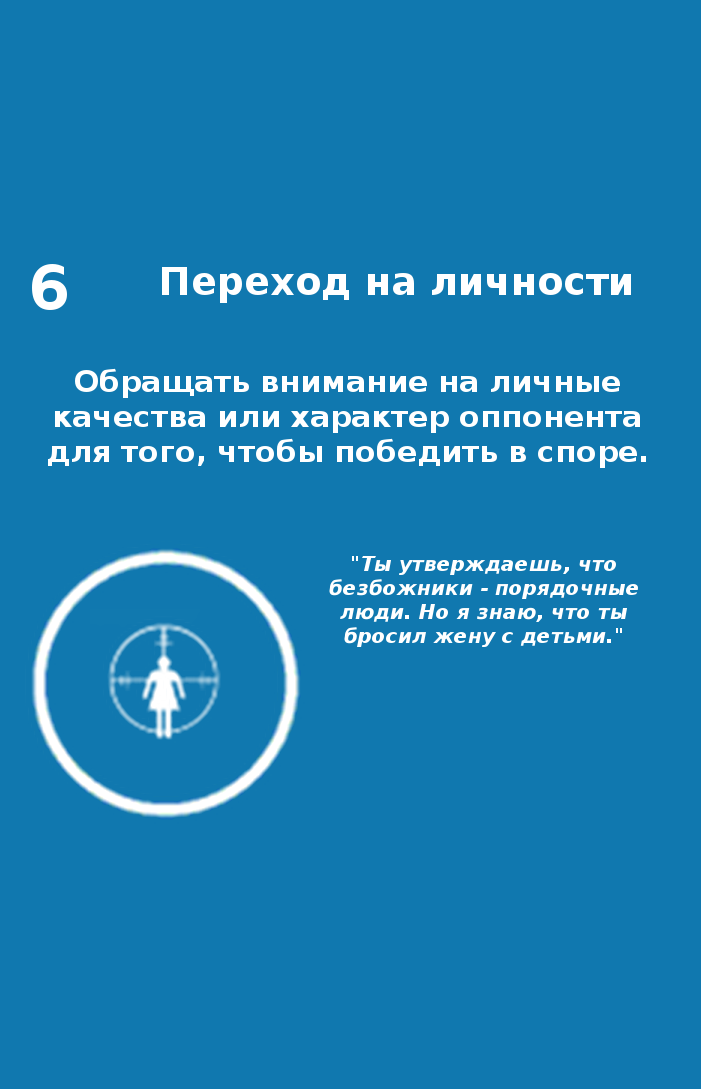 6 Переход на личности
Обращать внимание на личные
качества или характер оппонента
для того, чтобы победить в споре.
"Ты утверждаешь, что
безбожники - порядочные
люди. Но я знаю, что ты
бросил жену с детьми."